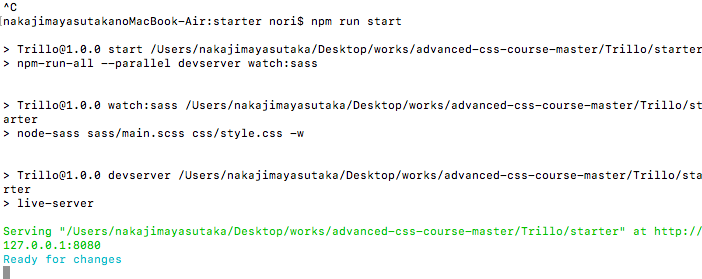 ^C
[nakajimayasutakanoMacBook-Air:starter nori$ npm run start
> Trillo@1.0.0 start /Users/nakajimayasutaka/Desktop/works/advanced-css-course-master/Trillo/starter
> npm-run-all --parallel devserver watch:sass
> Trillo@1.0.0 watch:sass /Users/nakajimayasutaka/Desktop/works/advanced-css-course-master/Trillo/st
arter
> node-sass sass/main.scss css/style.css -w
> Trillo@1.0.0 devserver /Users/nakajimayasutaka/Desktop/works/advanced-css-course-master/Trillo/sta
rter
> live-server
Serving "/Users/nakajimayasutaka/Desktop/works/advanced-css-course-master/Trillo/starter" at http://
127.0.0.1:8080
Ready for changes